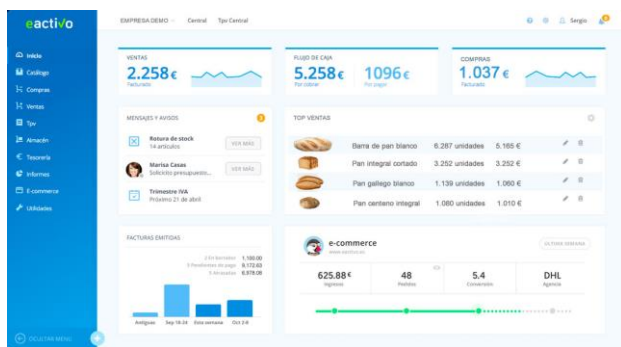 eactivo
EMPRESA DEMO
Central
Tpv Central
Sergio
Inicio
Catálogo
Compras
Ventas
Tpv
Almacén
Tesorería
Informes
E-commerce
Utilidades
OCULTAR MENÚ
VENTAS
2.258 €
Facturado
FLUJO DE CAJA
5.258 € 1096 €
Por cobrar Por pagar
COMPRAS
1.037 €
Facturado
MENSAJES Y AVISOS
Rotura de stock
14 artículos
VER MÁS
Marisa Casas
Solicito presupuesto...
VER MÁS
Trimestre IVA
Próximo 21 de abril
TOP VENTAS
Barra de pan blanco 6.287 unidades 5.165 €
Pan integral cortado 3.252 unidades 3.252 €
Pan gallego blanco 1.139 unidades 1.060 €
Pan centeno integral 1.080 unidades 1.010 €
FACTURAS EMITIDAS
1.100.00
9,172.63
6,878.08
Antiguas Sep 18-24 Esta semana Oct 2-8
e-commerce
ÚLTIMA SEMANA
625.88 € 48 5.4 DHL
Ingresos Pedidos Conversión Agencia